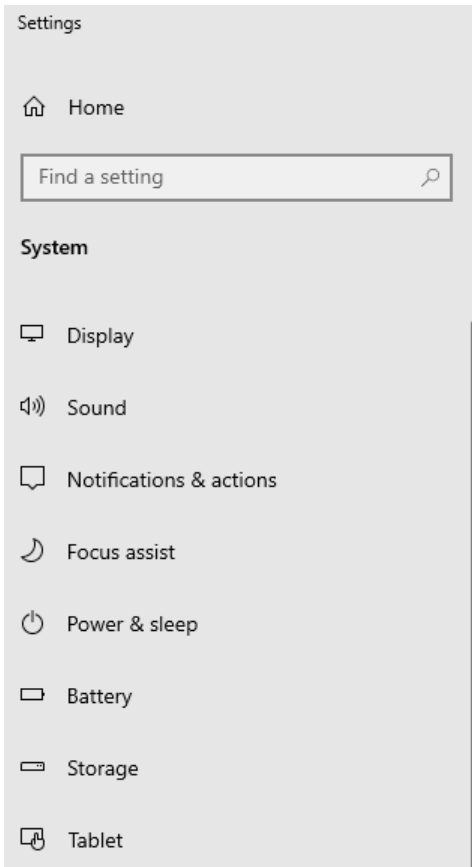 Settings
Home
Find a setting
System
Display
Sound
Notifications & actions
Focus assist
Power & sleep
Battery
Storage
Tablet